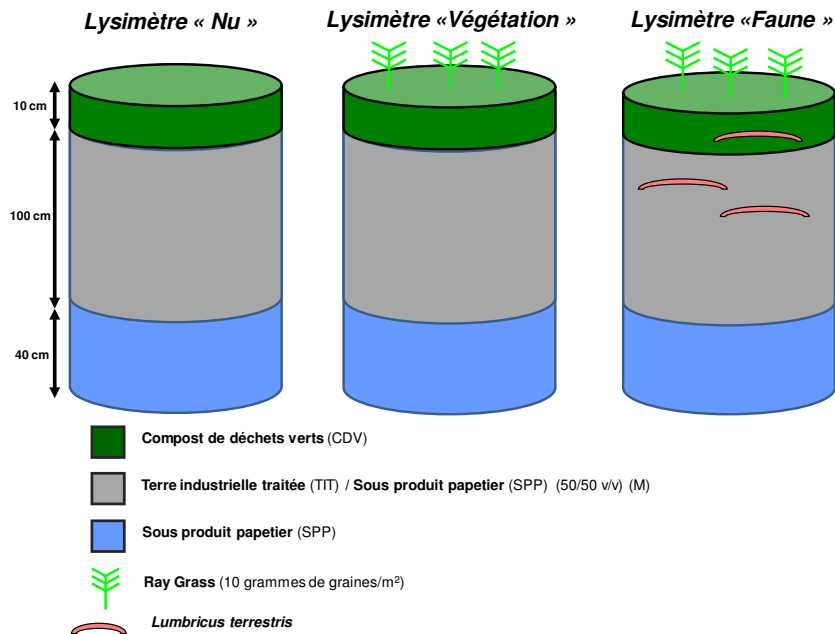 Lysimètre « Nu »
Lysimètre «Végétation »
Lysimètre «Faune »
10 cm
100 cm
40 cm
Compost de déchets verts (CDV)
Terre industrielle traitée (TIT) / Sous produit papetier (SPP) (50/50 v/v) (M)
Sous produit papetier (SPP)
Ray Grass (10 grammes de graines/m²)
Lumbricus terrestris